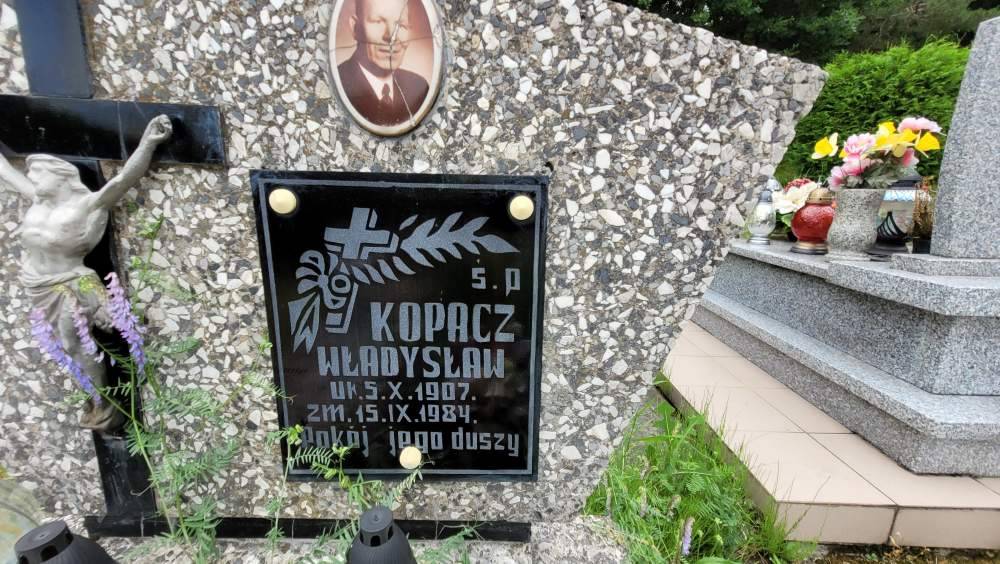 ś.p
KOPACZ
WŁADYSŁAW
ur.5.X.1907.
zm.15.IX.1984.
Pokój jego duszy